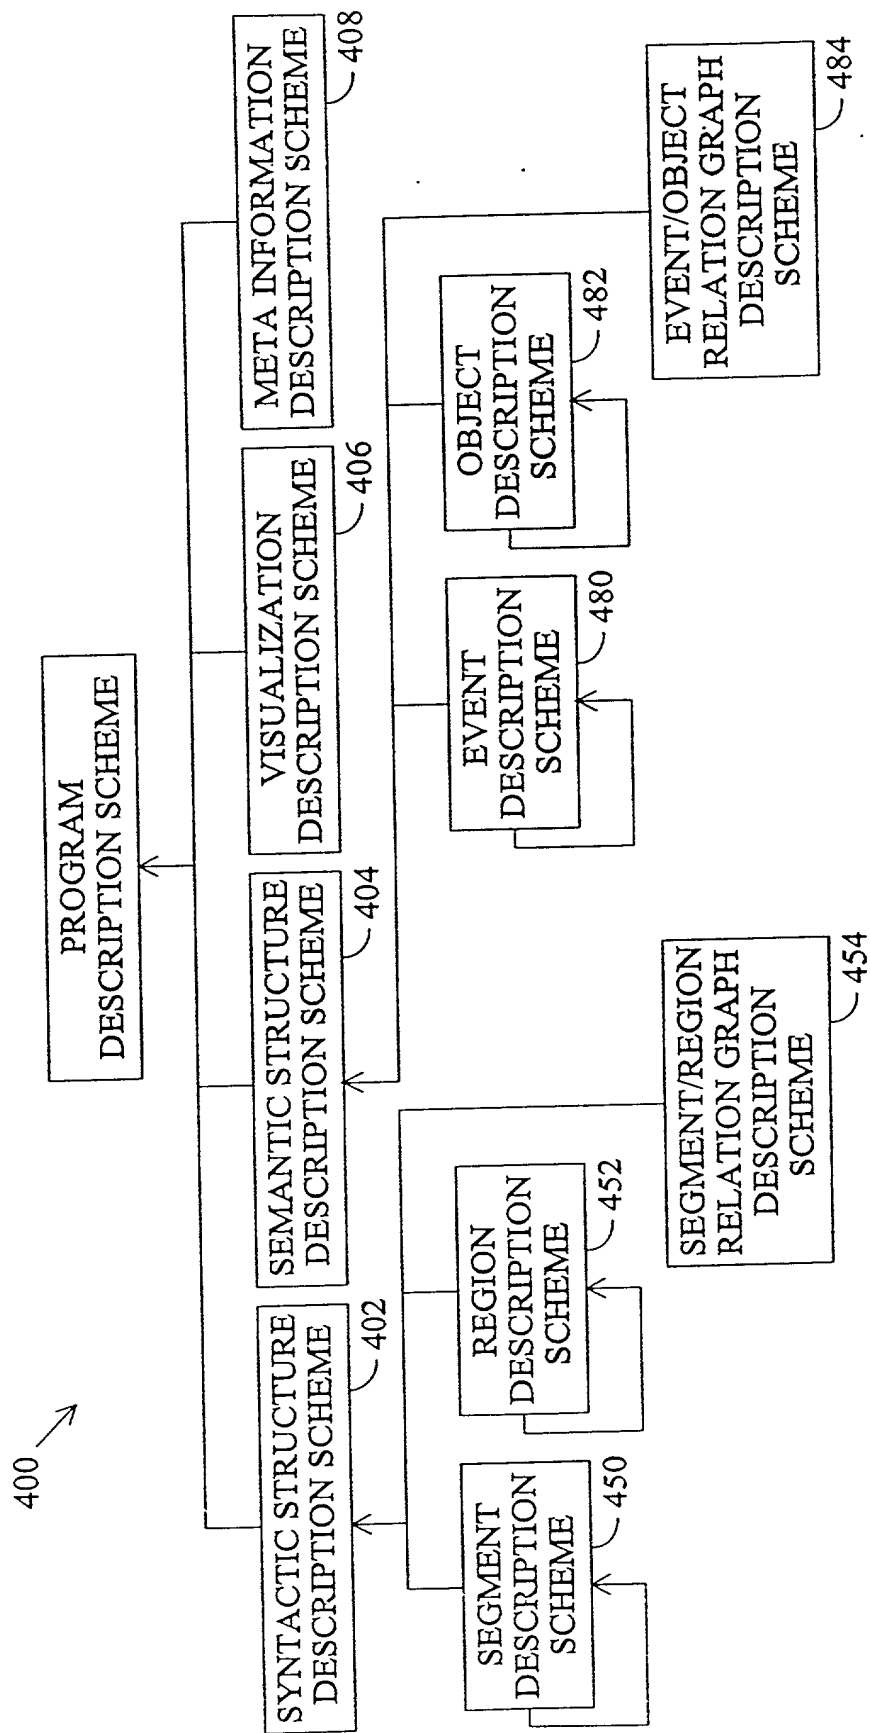 400
PROGRAM
DESCRIPTION SCHEME
SYNTACTIC STRUCTURE
DESCRIPTION SCHEME
402
SEMANTIC STRUCTURE
DESCRIPTION SCHEME
404
VISUALIZATION
DESCRIPTION SCHEME
406
META INFORMATION
DESCRIPTION SCHEME
408
SEGMENT
DESCRIPTION
SCHEME
450
REGION
DESCRIPTION
SCHEME
452
SEGMENT/REGION
RELATION GRAPH
DESCRIPTION
SCHEME
454
EVENT
DESCRIPTION
SCHEME
480
OBJECT
DESCRIPTION
SCHEME
482
EVENT/OBJECT
RELATION GRAPH
DESCRIPTION
SCHEME
484